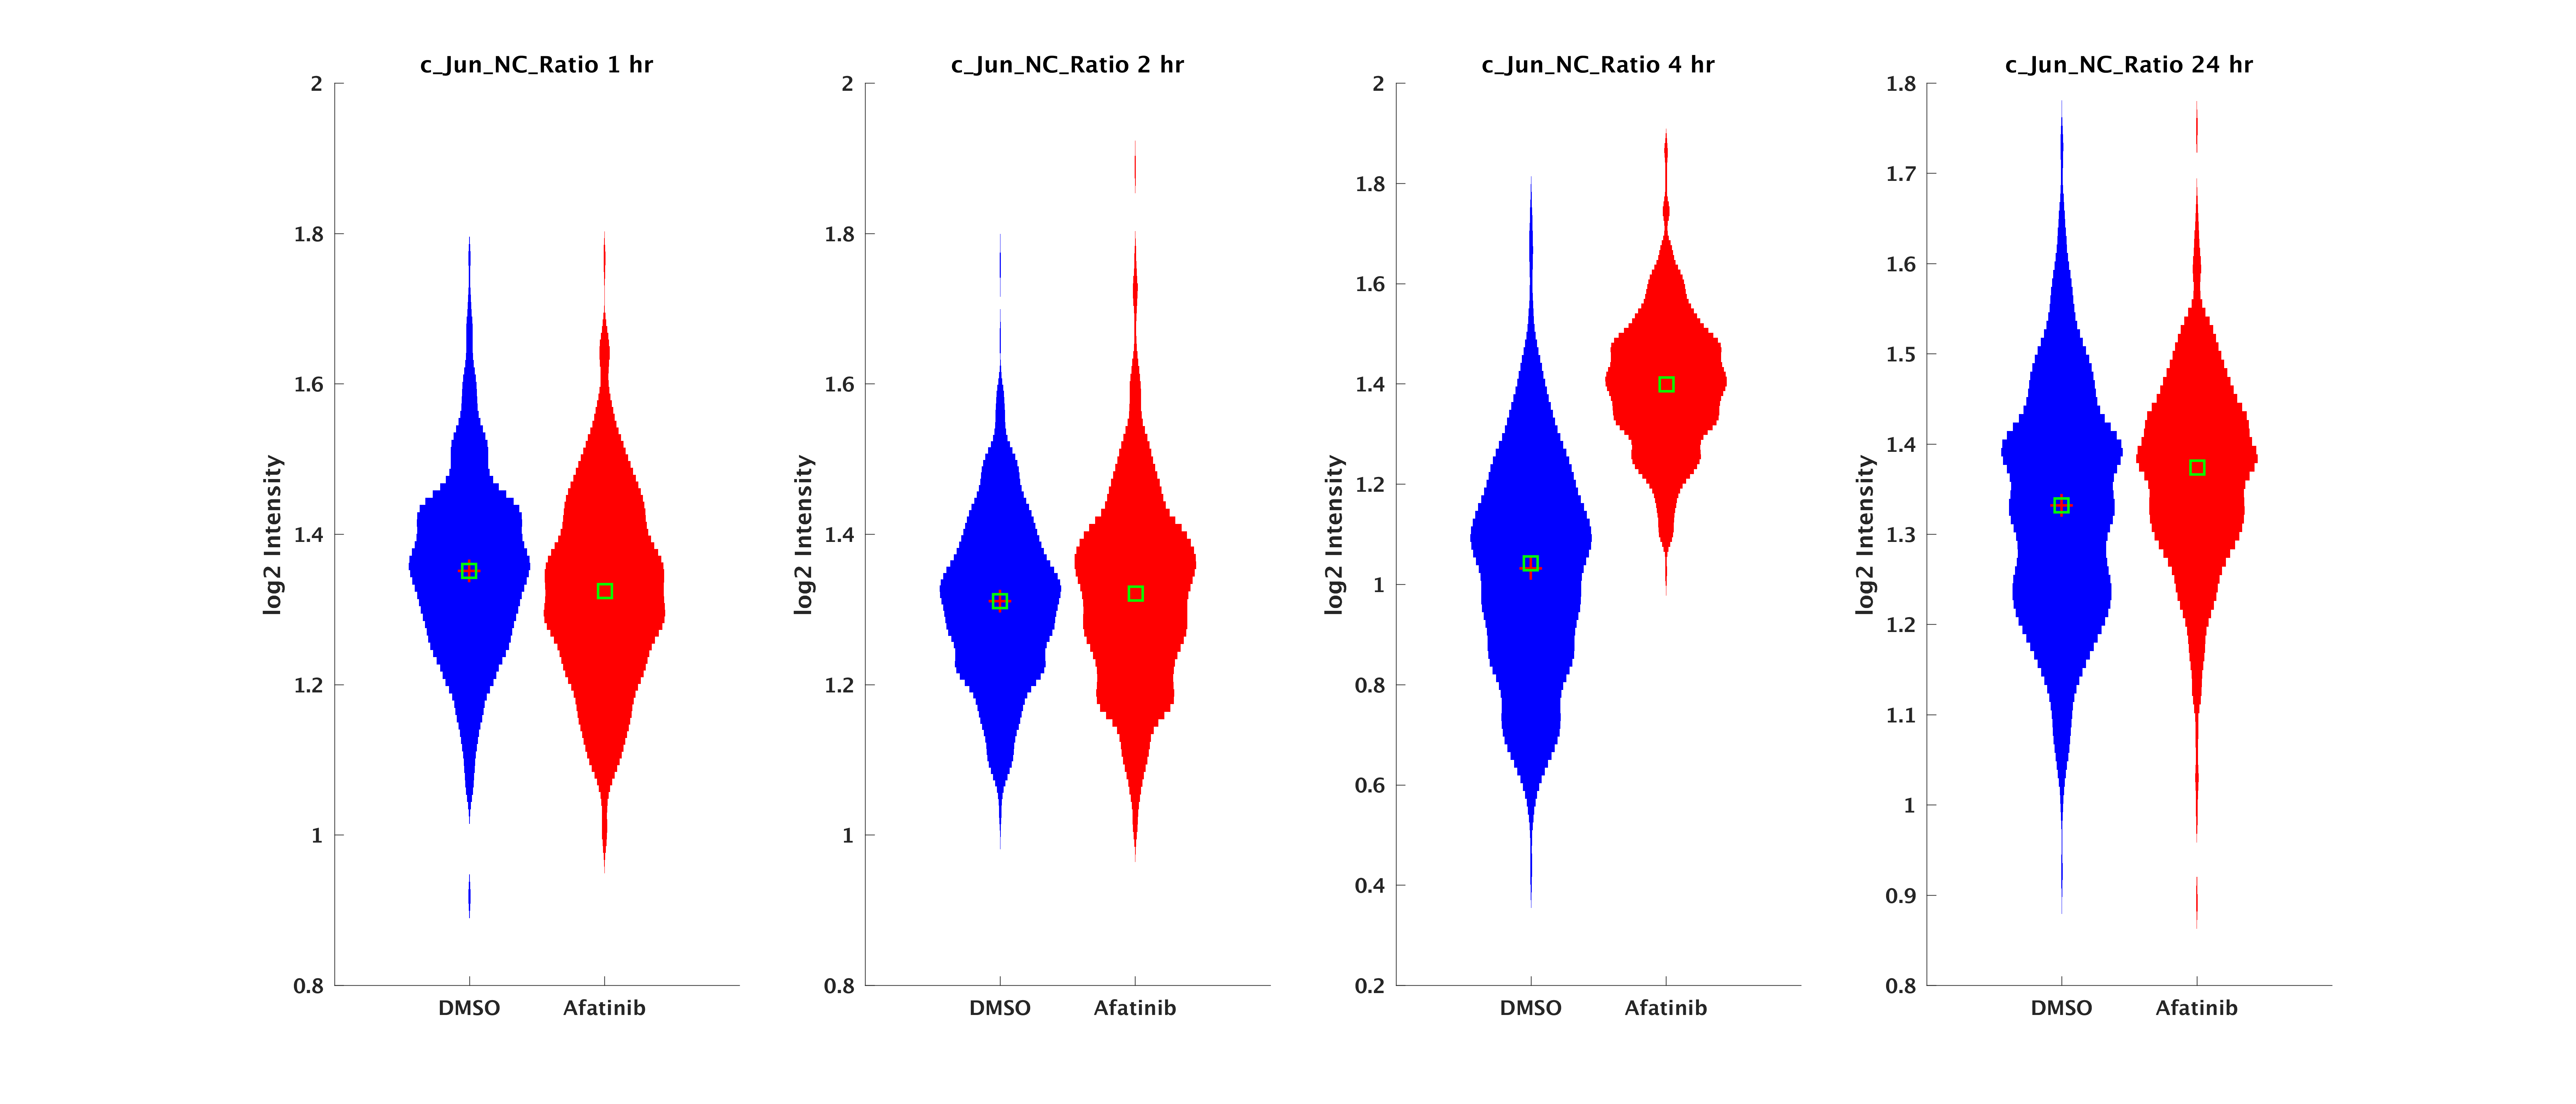 c_Jun_NC_Ratio 1 hr
2
1.8
1.6
1.4
1.2
1
0.8
log2 Intensity
DMSO Afatinib
c_Jun_NC_Ratio 2 hr
2
1.8
1.6
1.4
1.2
1
0.8
log2 Intensity
DMSO Afatinib
c_Jun_NC_Ratio 4 hr
2
1.8
1.6
1.4
1.2
1
0.8
0.6
0.4
0.2
log2 Intensity
DMSO Afatinib
c_Jun_NC_Ratio 24 hr
1.8
1.7
1.6
1.5
1.4
1.3
1.2
1.1
1
0.9
0.8
log2 Intensity
DMSO Afatinib